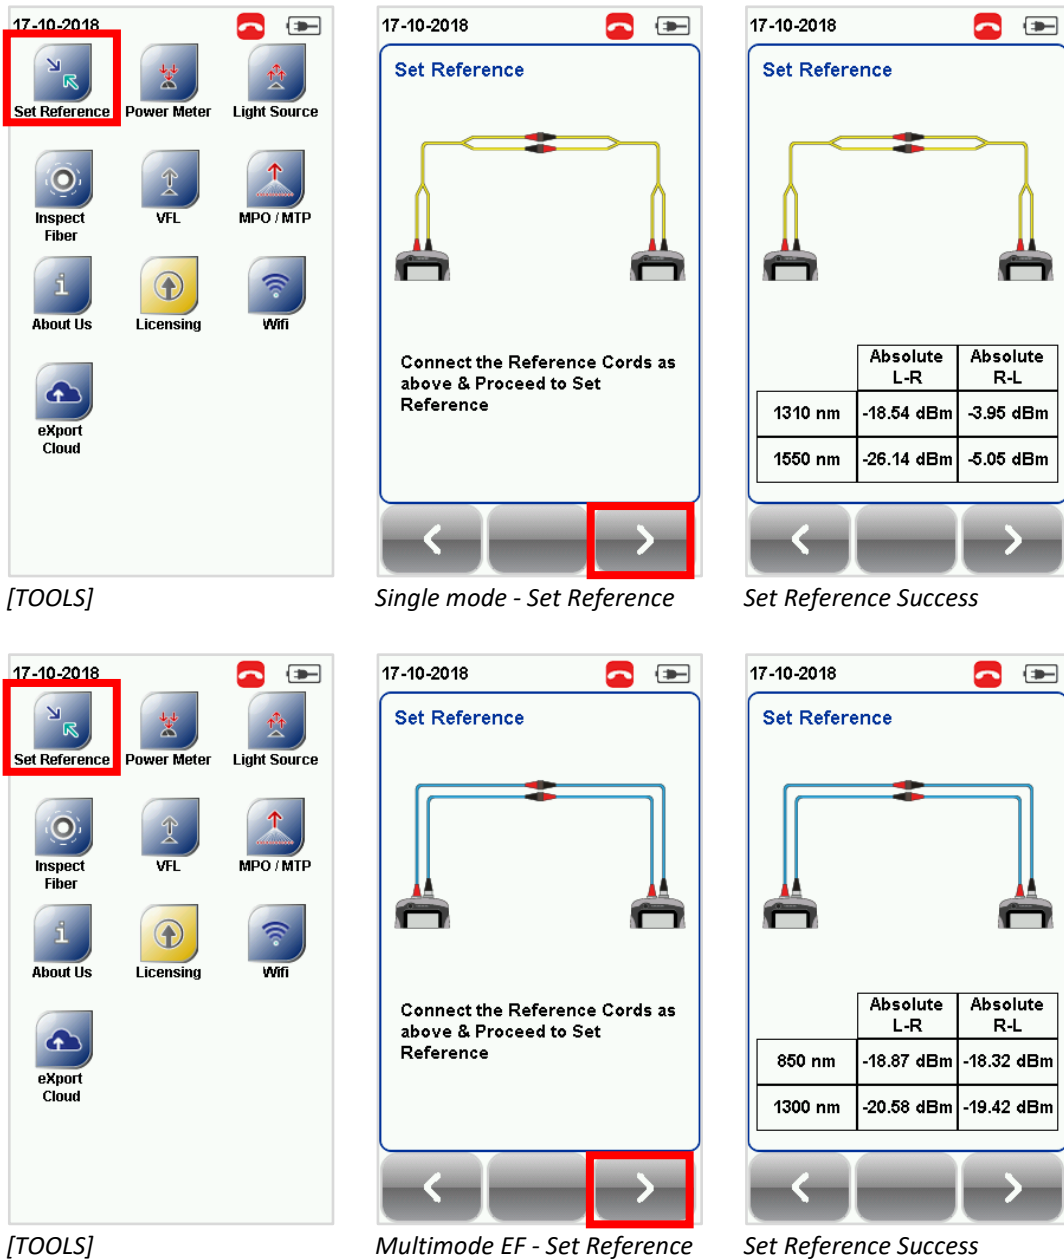 17-10-2018
Set Reference Power Meter Light Source
Inspect
Fiber
VFL
MPO / MTP
i
About Us Licensing Wifi
eXport
Cloud
[TOOLS]
17-10-2018
Set Reference
Connect the Reference Cords as
above & Proceed to Set
Reference
Single mode - Set Reference
17-10-2018
Set Reference
Absolute
L-R
Absolute
R-L
1310 nm -18.54 dBm -3.95 dBm
1550 nm -26.14 dBm -5.05 dBm
Set Reference Success
17-10-2018
Set Reference Power Meter Light Source
Inspect
Fiber
VFL
MPO / MTP
i
About Us Licensing Wifi
eXport
Cloud
[TOOLS]
17-10-2018
Set Reference
Connect the Reference Cords as
above & Proceed to Set
Reference
Multimode EF - Set Reference
17-10-2018
Set Reference
Absolute
L-R
Absolute
R-L
850 nm -18.87 dBm -18.32 dBm
1300 nm -20.58 dBm -19.42 dBm
Set Reference Success